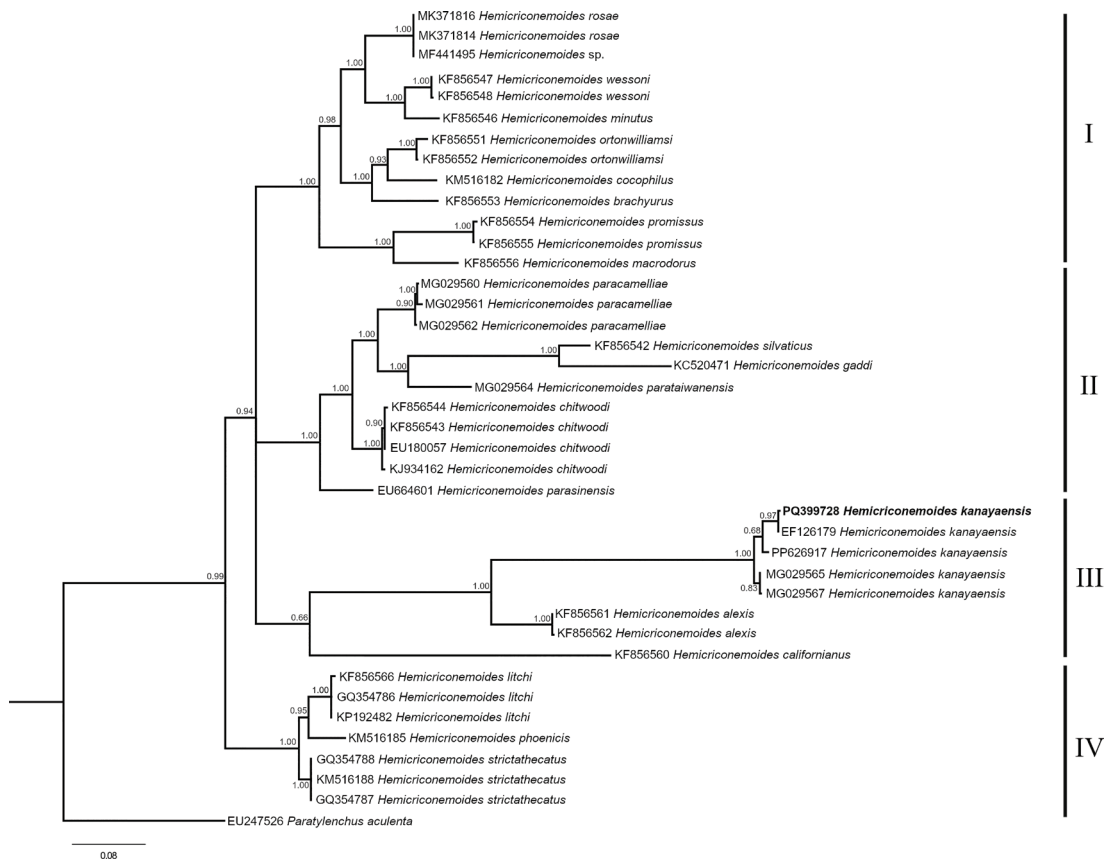 MK371816 Hemicriconemoides rosae
MK371814 Hemicriconemoides rosae
MF441495 Hemicriconemoides sp.
KF856547 Hemicriconemoides wessoni
KF856548 Hemicriconemoides wessoni
KF856546 Hemicriconemoides minutus
KF856551 Hemicriconemoides ortonwilliamsi
KF856552 Hemicriconemoides ortonwilliamsi
KM516182 Hemicriconemoides cocophilus
KF856553 Hemicriconemoides brachyurus
KF856554 Hemicriconemoides promissus
KF856555 Hemicriconemoides promissus
KF856556 Hemicriconemoides macrodorus
1.00
1.00
1.00
1.00
0.98
1.00
0.93
1.00
1.00
1.00
1.00
I
MG029560 Hemicriconemoides paracamelliae
MG029561 Hemicriconemoides paracamelliae
MG029562 Hemicriconemoides paracamelliae
KF856542 Hemicriconemoides silvaticus
KC520471 Hemicriconemoides gaddi
MG029564 Hemicriconemoides parataiwanensis
KF856544 Hemicriconemoides chitwoodi
KF856543 Hemicriconemoides chitwoodi
EU180057 Hemicriconemoides chitwoodi
KJ934162 Hemicriconemoides chitwoodi
EU664601 Hemicriconemoides parasinensis
1.00
0.90
1.00
1.00
1.00
1.00
0.90
1.00
1.00
0.94
II
PQ399728 Hemicriconemoides kanayaensis
EF126179 Hemicriconemoides kanayaensis
PP626917 Hemicriconemoides kanayaensis
MG029565 Hemicriconemoides kanayaensis
MG029567 Hemicriconemoides kanayaensis
KF856561 Hemicriconemoides alexis
KF856562 Hemicriconemoides alexis
KF856560 Hemicriconemoides californianus
0.97
0.68
1.00
0.83
1.00
1.00
0.66
0.99
III
KF856566 Hemicriconemoides litchi
GQ354786 Hemicriconemoides litchi
KP192482 Hemicriconemoides litchi
KM516185 Hemicriconemoides phoenicis
GQ354788 Hemicriconemoides strictathecatus
KM516188 Hemicriconemoides strictathecatus
GQ354787 Hemicriconemoides strictathecatus
1.00
0.95
1.00
1.00
IV
EU247526 Paratylenchus aculenta
0.08